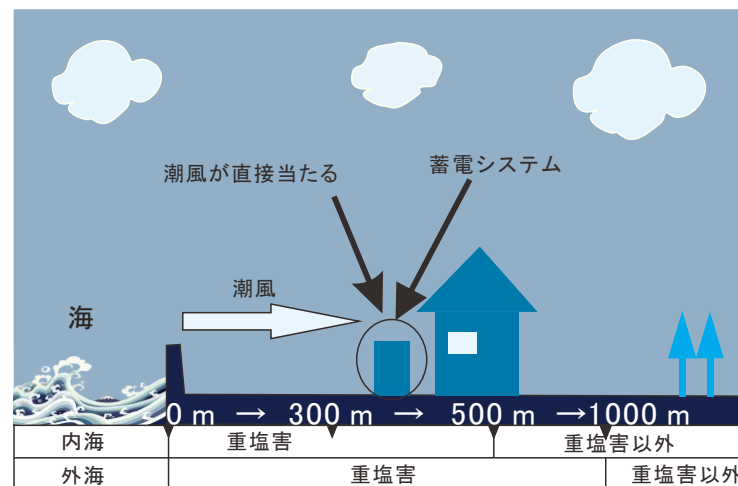 潮風が直接当たる
蓄電システム
潮風
海
0 m → 300 m → 500 m →1000 m
内海 重塩害 重塩害以外
外海 重塩害 重塩害以外